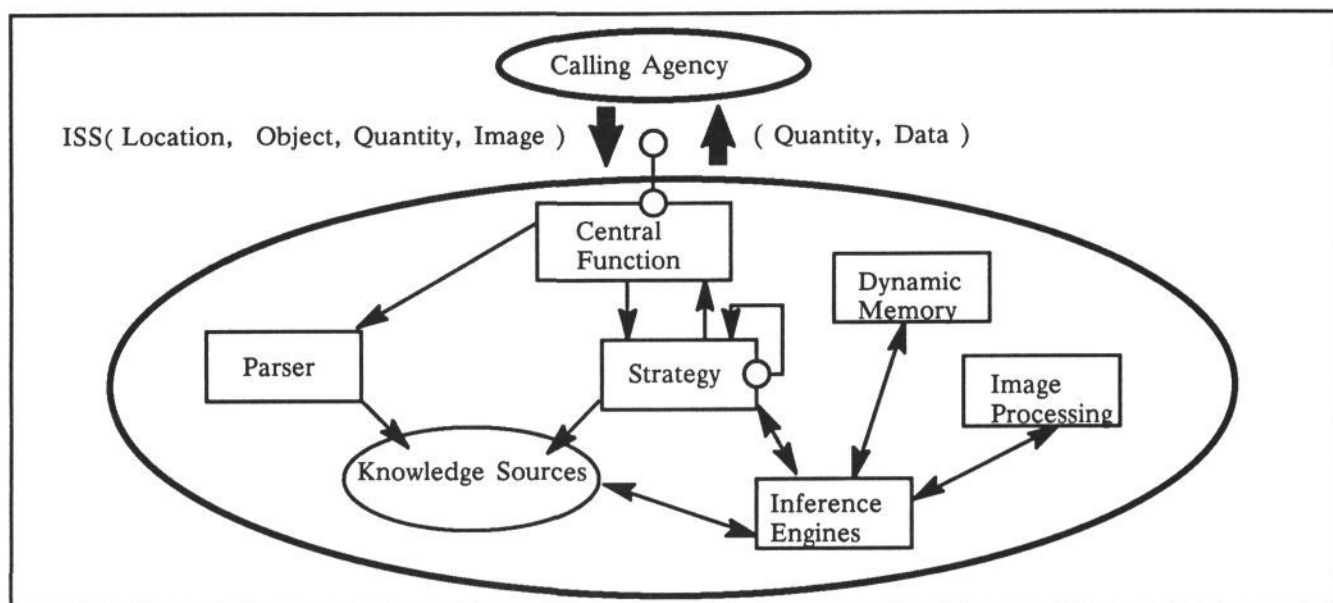 Calling Agency
ISS( Location, Object, Quantity, Image )
( Quantity, Data )
Central
Function
Dynamic
Memory
Parser
Strategy
Image
Processing
Knowledge Sources
Inference
Engines